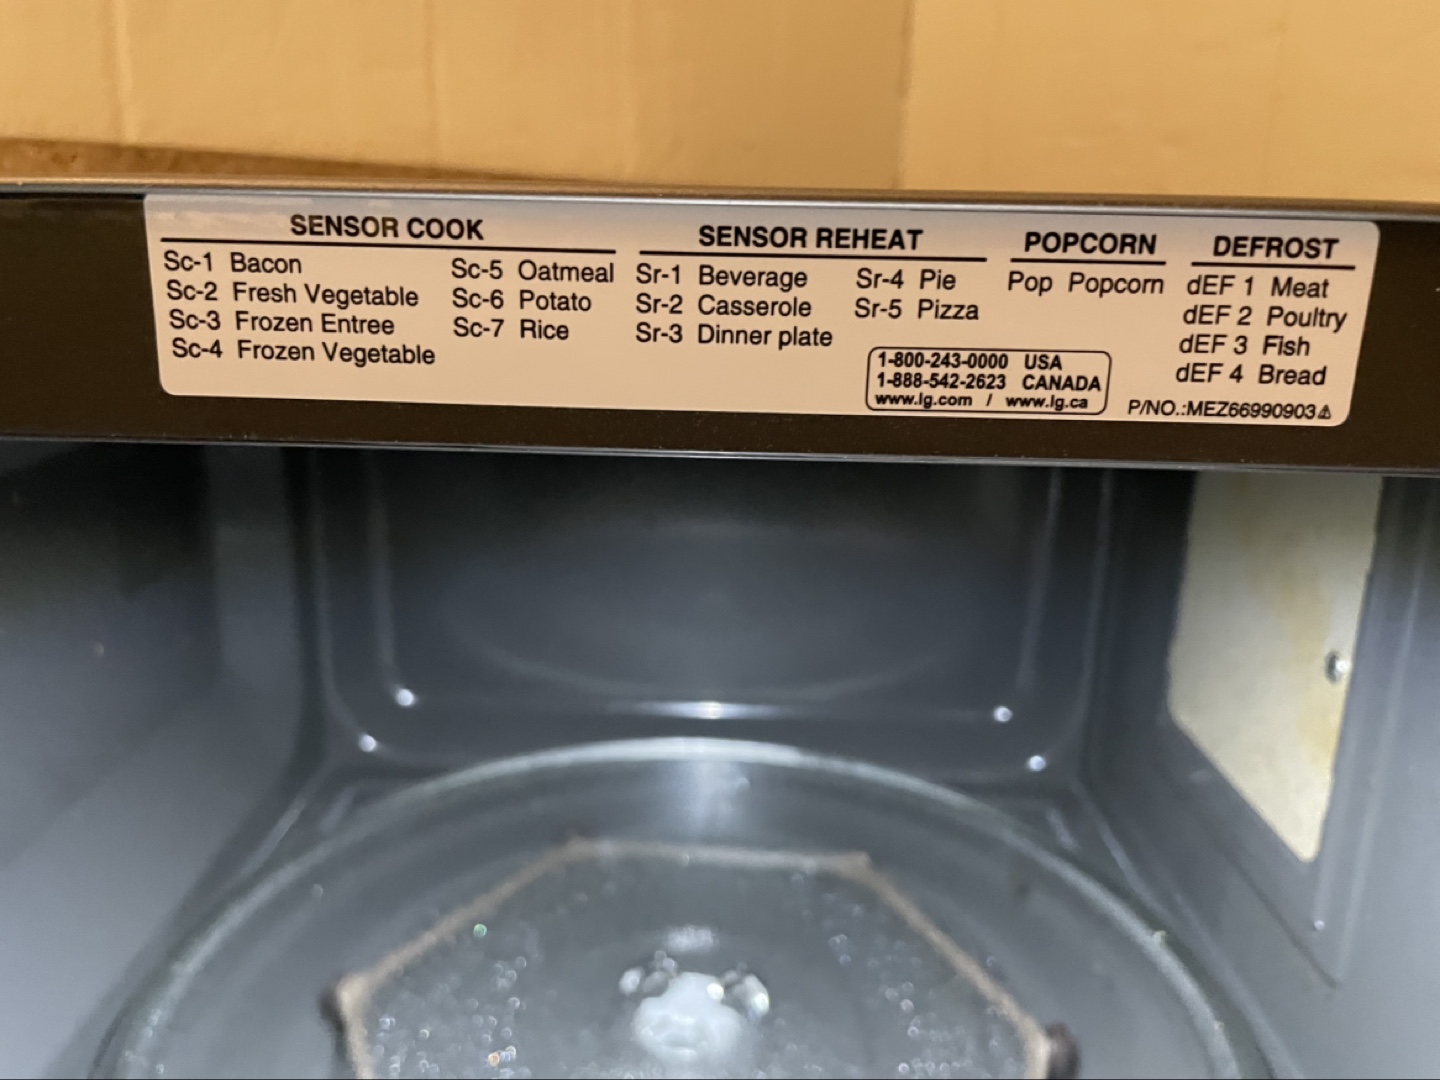 SENSOR COOK
Sc-1 Bacon
Sc-2 Fresh Vegetable
Sc-3 Frozen Entree
Sc-4 Frozen Vegetable
Sc-5 Oatmeal
Sc-6 Potato
Sc-7 Rice
SENSOR REHEAT
Sr-1 Beverage
Sr-2 Casserole
Sr-3 Dinner plate
Sr-4 Pie
Sr-5 Pizza
POPCORN
Pop Popcorn
DEFROST
dEF 1 Meat
dEF 2 Poultry
dEF 3 Fish
dEF 4 Bread
1-800-243-0000 USA
1-888-542-2623 CANADA
www.lg.com / www.lg.ca
P/NO.:MEZ66990903⚠